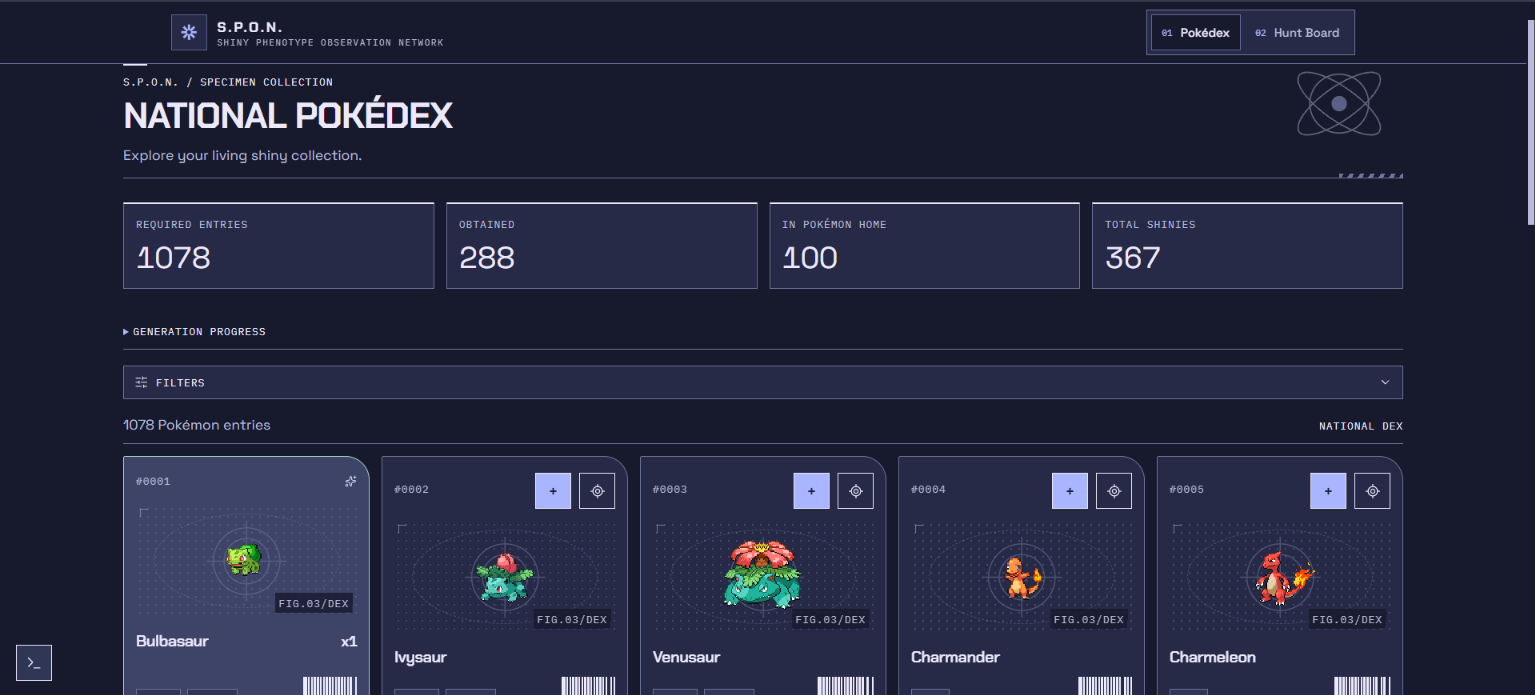 S.P.O.N.
SHINY PHENOTYPE OBSERVATION NETWORK
01 Pokédex
02 Hunt Board
S.P.O.N. / SPECIMEN COLLECTION
NATIONAL POKÉDEX
Explore your living shiny collection.
REQUIRED ENTRIES
1078
OBTAINED
288
IN POKÉMON HOME
100
TOTAL SHINIES
367
GENERATION PROGRESS
FILTERS
1078 Pokémon entries
NATIONAL DEX
#0001
FIG.03/DEX
Bulbasaur x1
#0002
+
FIG.03/DEX
Ivysaur
#0003
+
FIG.03/DEX
Venusaur
#0004
+
FIG.03/DEX
Charmander
#0005
+
FIG.03/DEX
Charmeleon